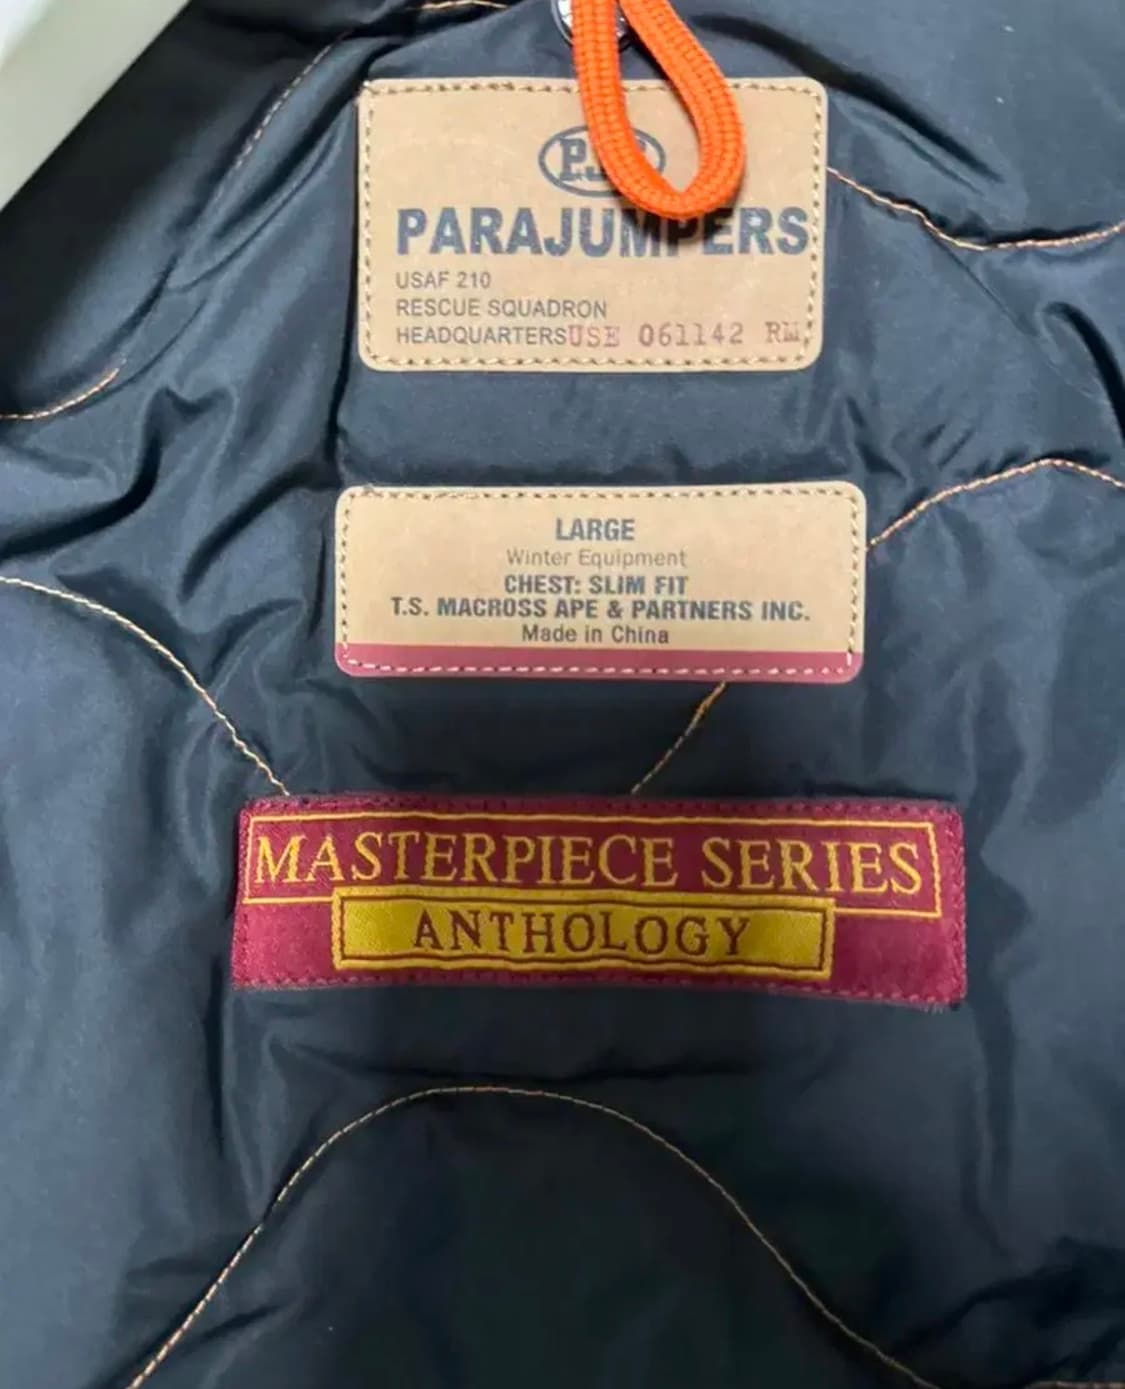 PARAJUMPERS
USAF 210
RESCUE SQUADRON
HEADQUARTERS USE 061142 RW
LARGE
Winter Equipment
CHEST: SLIM FIT
T.S. MACROSS APE & PARTNERS INC.
Made in China
MASTERPIECE SERIES
ANTHOLOGY